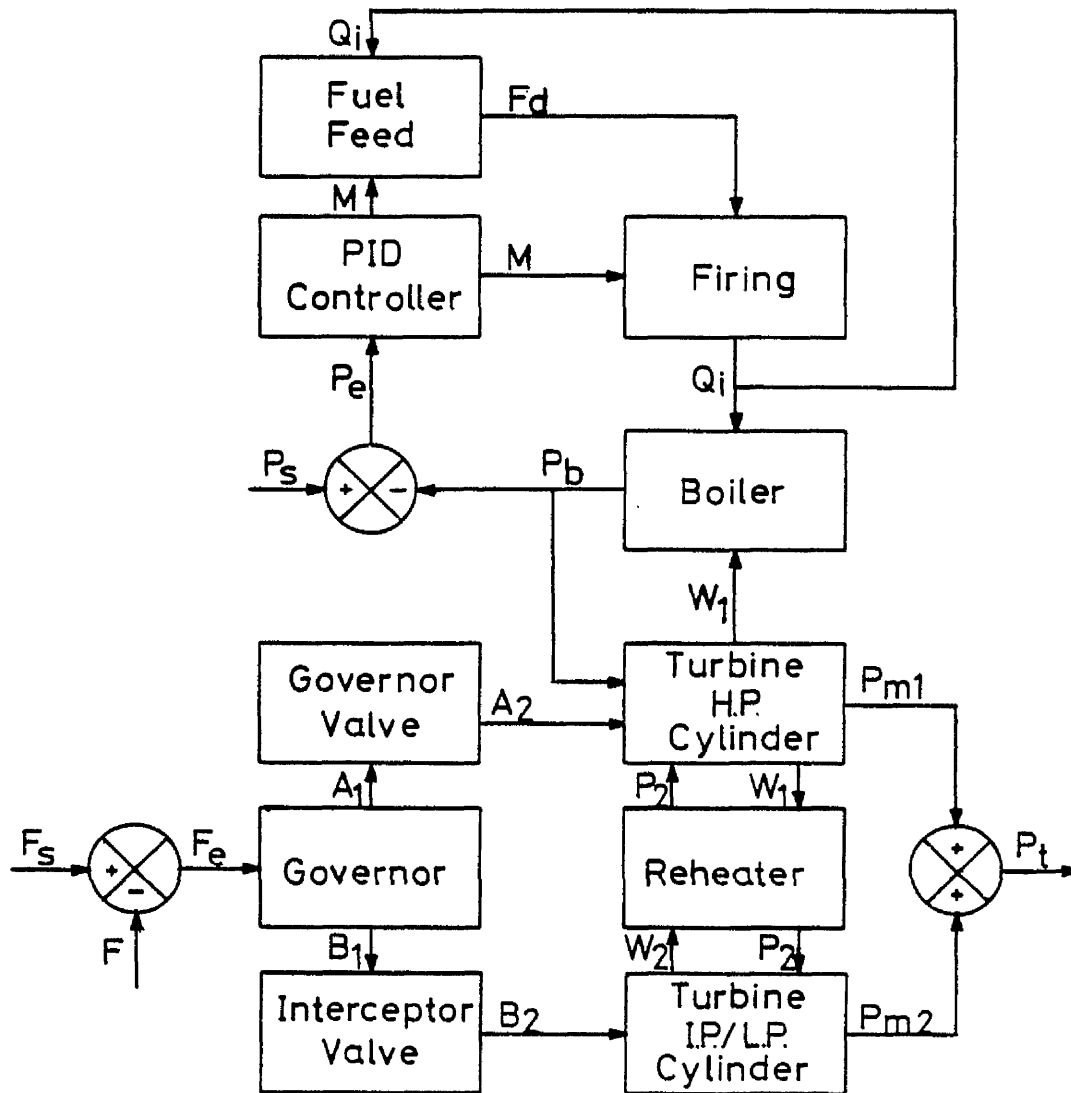 Qi
Fuel
Feed
Fd
M
PID
Controller
M
Firing
Pe
Qi
Ps
+
−
Pb
Boiler
W1
Governor
Valve
A2
Turbine
H.P.
Cylinder
Pm1
A1
P2
W1
Fs
+
−
Fe
Governor
Reheater
+
+
Pt
F
B1
W2
P2
Interceptor
Valve
B2
Turbine
I.P./L.P.
Cylinder
Pm2